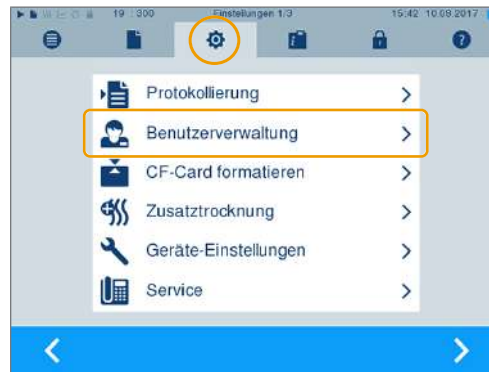 19 : 300 Einstellungen 1/3 15:42 10.08.2017
Protokollierung
Benutzerverwaltung
CF-Card formatieren
Zusatztrocknung
Geräte-Einstellungen
Service